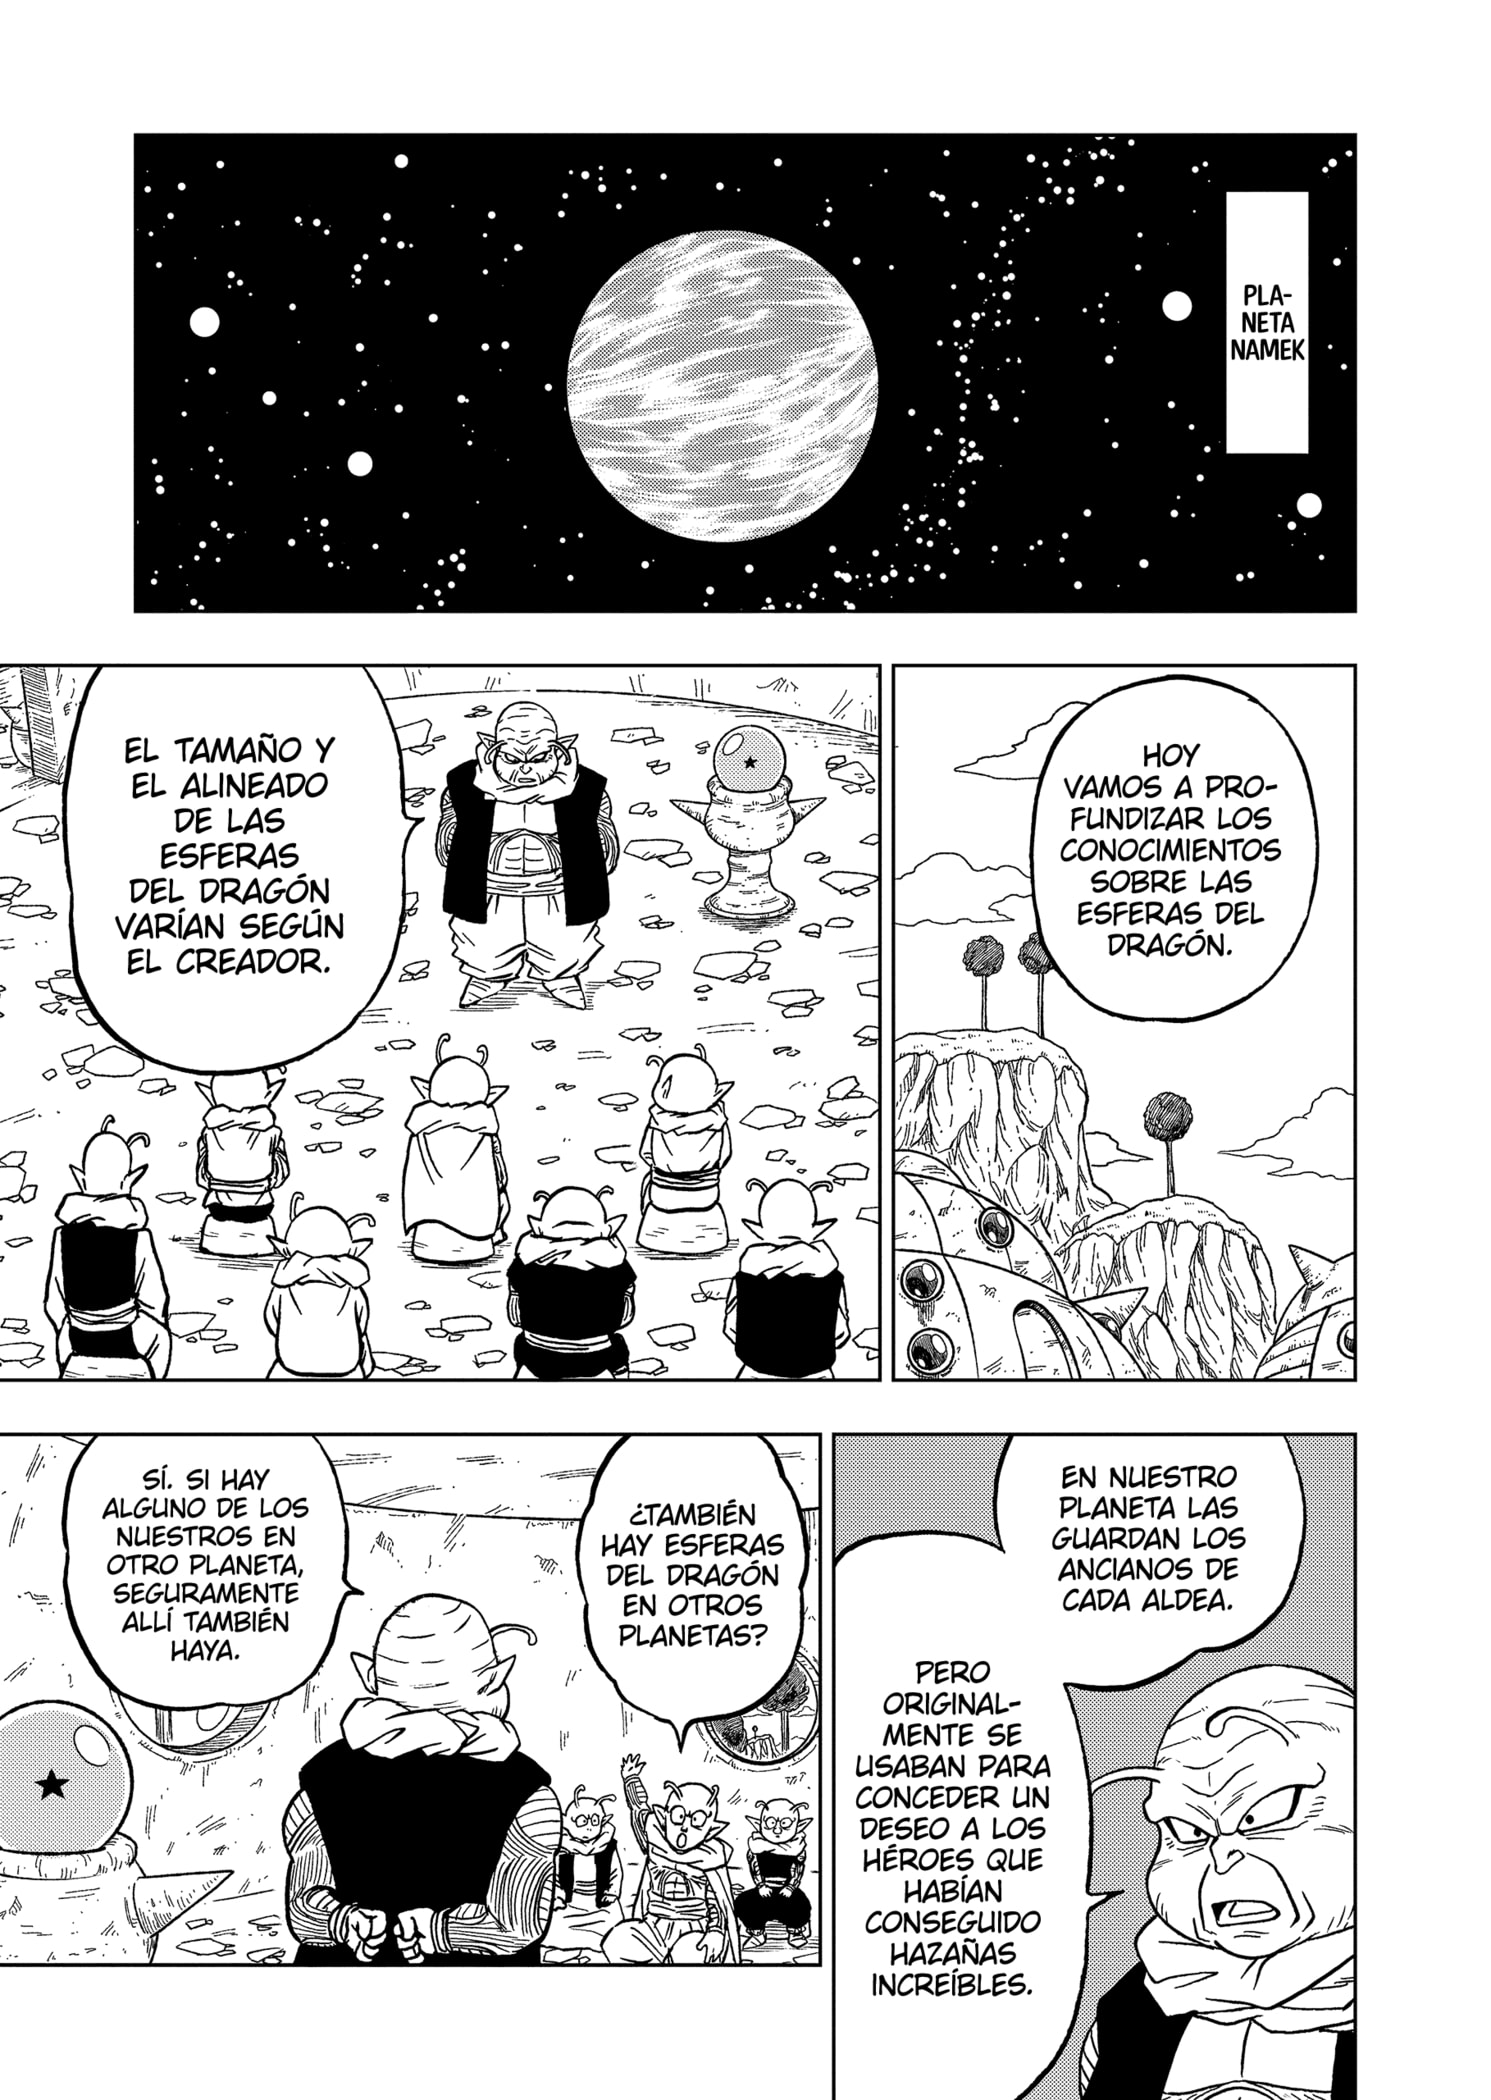 PLA-
NETA
NAMEK
HOY
VAMOS A PRO-
FUNDIZAR LOS
CONOCIMIENTOS
SOBRE LAS
ESFERAS DEL
DRAGÓN.
EL TAMAÑO Y
EL ALINEADO
DE LAS
ESFERAS
DEL DRAGÓN
VARÍAN SEGÚN
EL CREADOR.
EN NUESTRO
PLANETA LAS
GUARDAN LOS
ANCIANOS DE
CADA ALDEA.
PERO
ORIGINAL-
MENTE SE
USABAN PARA
CONCEDER UN
DESEO A LOS
HÉROES QUE
HABÍAN
CONSEGUIDO
HAZAÑAS
INCREÍBLES.
¿TAMBIÉN
HAY ESFERAS
DEL DRAGÓN
EN OTROS
PLANETAS?
SÍ. SI HAY
ALGUNO DE LOS
NUESTROS EN
OTRO PLANETA,
SEGURAMENTE
ALLÍ TAMBIÉN
HAYA.